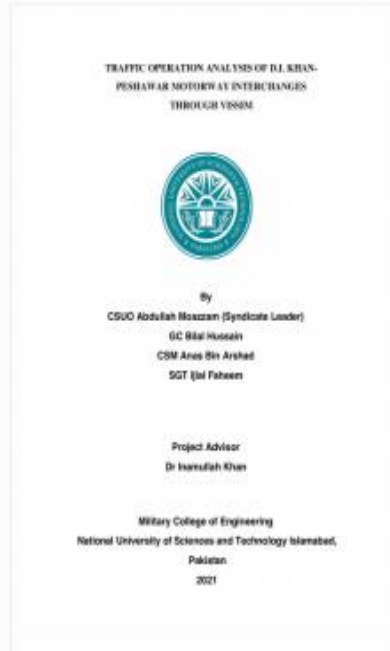 TRAFFIC OPERATION ANALYSIS OF D.I. KHAN-
PESHAWAR MOTORWAY INTERCHANGES
THROUGH VISSIM
By
CSUO Abdullah Moazzam (Syndicate Leader)
GC Bilal Hussain
CSM Anas Bin Arshad
SGT Ijlal Faheem
Project Advisor
Dr Inamullah Khan
Military College of Engineering
National University of Sciences and Technology Islamabad,
Pakistan
2021